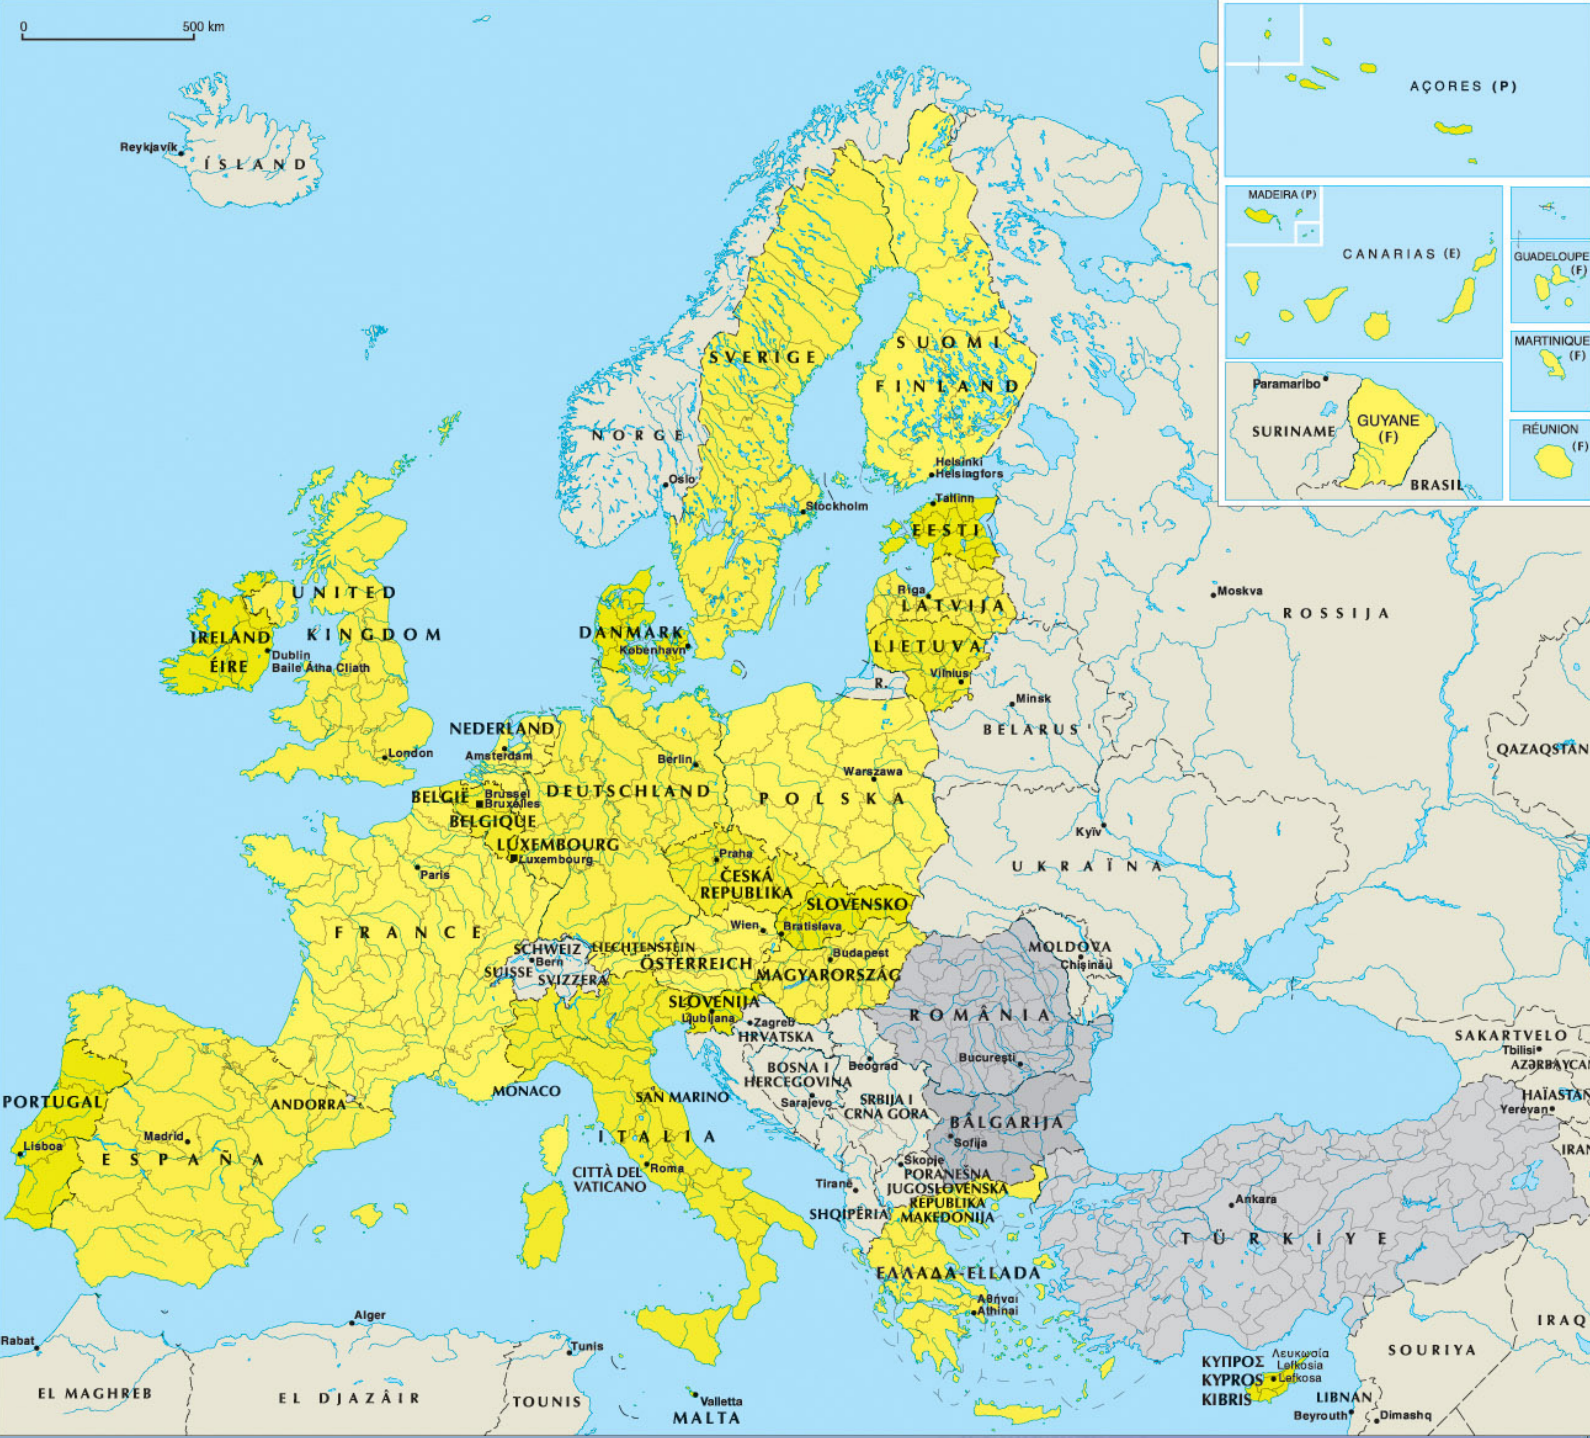 0 500 km
Reykjavík
ÍSLAND
AÇORES (P)
MADEIRA (P)
CANARIAS (E)
GUADELOUPE
(F)
MARTINIQUE
(F)
Paramaribo
SURINAME
GUYANE
(F)
BRASIL
RÉUNION
(F)
SVERIGE
SUOMI
FINLAND
NORGE
Oslo
Helsinki
Helsingfors
Stockholm
Tallinn
EESTI
Riga
LATVIJA
LIETUVA
Vilnius
R.
Moskva
ROSSIJA
Minsk
BELARUS'
QAZAQSTAN
UNITED
KINGDOM
IRELAND
ÉIRE
Dublin
Baile Átha Cliath
London
DANMARK
København
NEDERLAND
Amsterdam
Berlin
Warszawa
POLSKA
DEUTSCHLAND
BELGIË
Brussel
Bruxelles
BELGIQUE
LUXEMBOURG
Luxembourg
Paris
FRANCE
Praha
ČESKÁ
REPUBLIKA
SLOVENSKO
Wien
Bratislava
Kyïv
UKRAÏNA
SCHWEIZ
Bern
SUISSE
SVIZZERA
LIECHTENSTEIN
ÖSTERREICH
Budapest
MAGYARORSZÁG
MOLDOVA
Chişinău
SLOVENIJA
Ljubljana
Zagreb
HRVATSKA
ROMÂNIA
Bucureşti
BOSNA I
HERCEGOVINA
Sarajevo
Beograd
SRBIJA I
CRNA GORA
BÂLGARIJA
Sofija
SAKARTVELO
Tbilisi
AZƏRBAYCAN
HAÏASTAN
Yerevan
IRAN
MONACO
SAN MARINO
ANDORRA
PORTUGAL
Lisboa
Madrid
ESPAÑA
ITALIA
CITTÀ DEL
VATICANO
Roma
Skopje
PORANEŠNA
JUGOSLOVENSKA
REPUBLIKA
MAKEDONIJA
Tiranë
SHQIPËRIA
Ankara
TÜRKİYE
ΕΛΛΑΔΑ-ELLADA
Αθήναι
Athinai
Rabat
EL MAGHREB
Alger
EL DJAZÂIR
Tunis
TOUNIS
Valletta
MALTA
ΚΥΠΡΟΣ
KYPROS
KIBRIS
Λευκωσία
Lefkosia
Lefkosa
LIBNAN
Beyrouth
Dimashq
SOURIYA
IRAQ